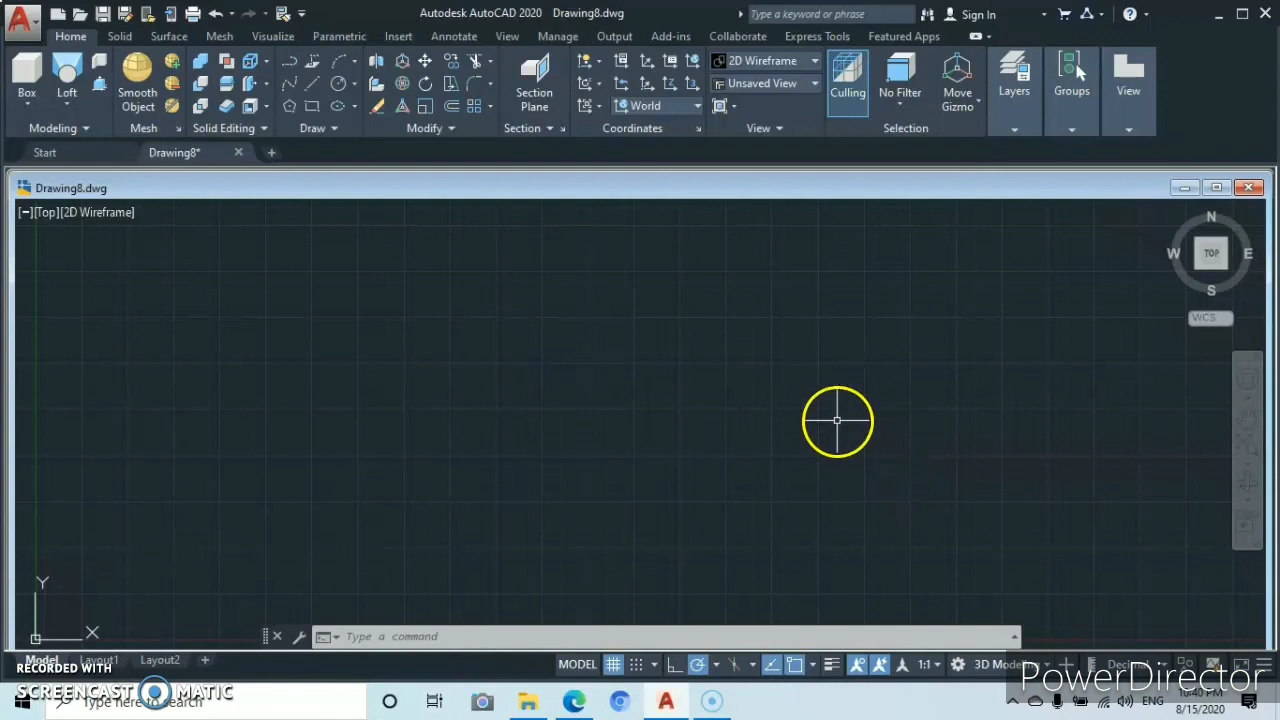 Autodesk AutoCAD 2020 Drawing8.dwg
Type a keyword or phrase
Sign In
Home Solid Surface Mesh Visualize Parametric Insert Annotate View Manage Output Add-ins Collaborate Express Tools Featured Apps
Box
Loft
Modeling
Smooth
Object
Mesh
Solid Editing
Draw
Modify
Section
Plane
Section
World
Coordinates
2D Wireframe
Unsaved View
View
Culling
No Filter
Move
Gizmo
Selection
Layers
Groups
View
Start Drawing8*
Drawing8.dwg
[−][Top][2D Wireframe]
N
W TOP E
S
WCS
Y
X
Type a command
Model Layout1 Layout2
MODEL
1:1
RECORDED WITH
SCREENCAST MATIC
PowerDirector
Type here to search
ENG
10:40 PM
8/15/2020